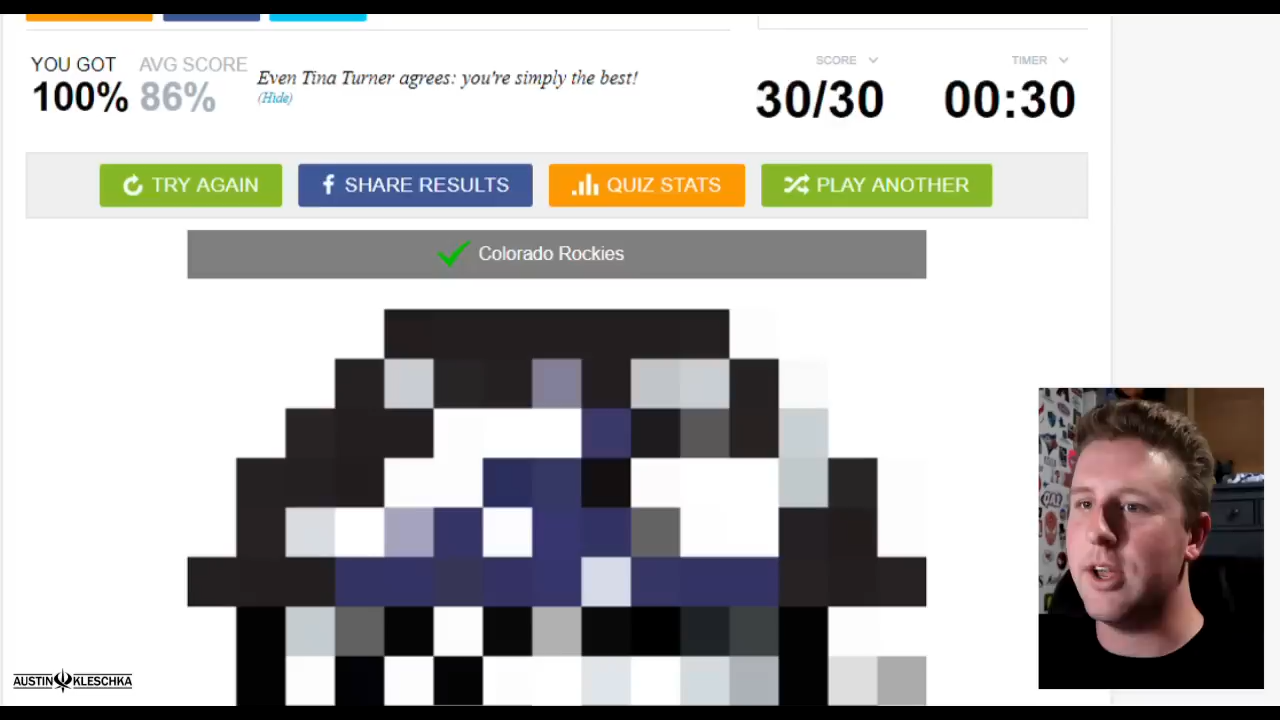 YOU GOT
AVG SCORE
100%
86%
Even Tina Turner agrees: you're simply the best!
(Hide)
SCORE
TIMER
30/30
00:30
TRY AGAIN
SHARE RESULTS
QUIZ STATS
PLAY ANOTHER
Colorado Rockies
AUSTIN KLESCHKA